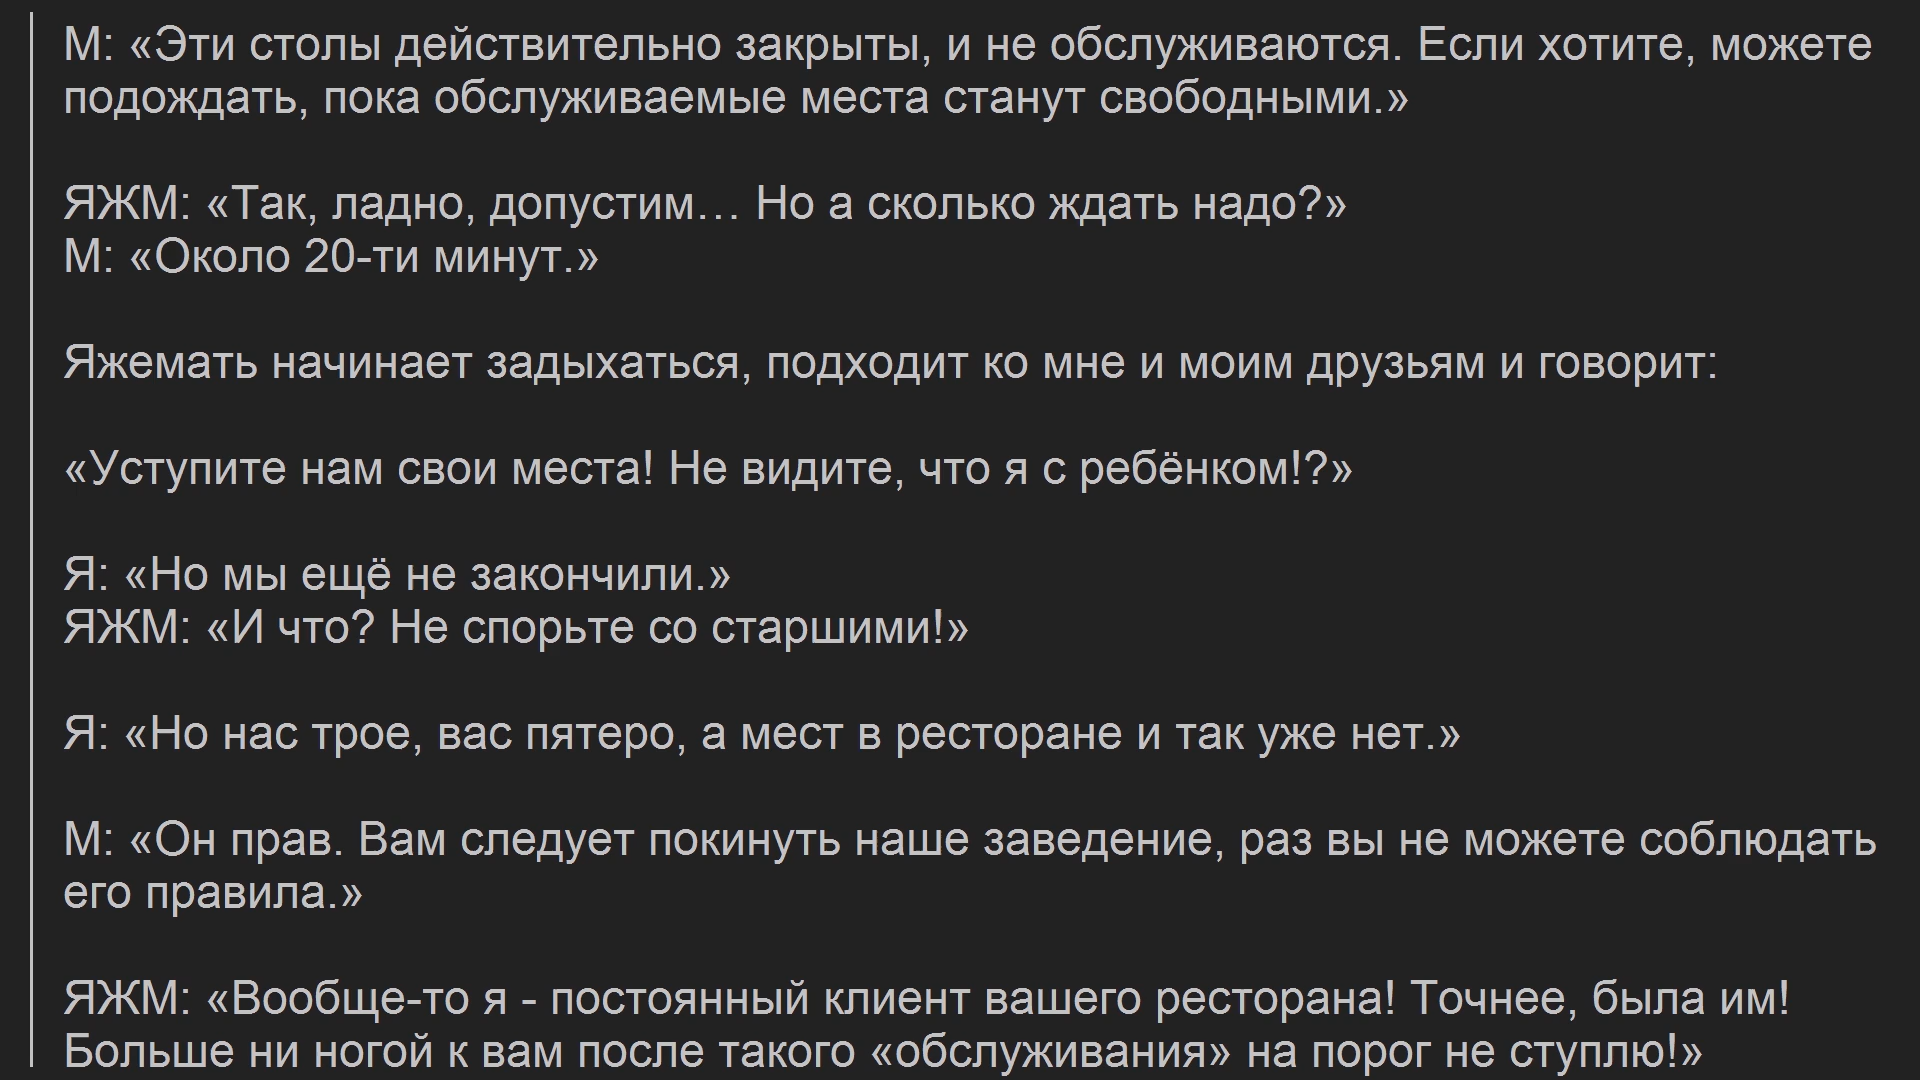 М: «Эти столы действительно закрыты, и не обслуживаются. Если хотите, можете
подождать, пока обслуживаемые места станут свободными.»
ЯЖМ: «Так, ладно, допустим… Но а сколько ждать надо?»
М: «Около 20-ти минут.»
Яжемать начинает задыхаться, подходит ко мне и моим друзьям и говорит:
«Уступите нам свои места! Не видите, что я с ребёнком!?»
Я: «Но мы ещё не закончили.»
ЯЖМ: «И что? Не спорьте со старшими!»
Я: «Но нас трое, вас пятеро, а мест в ресторане и так уже нет.»
М: «Он прав. Вам следует покинуть наше заведение, раз вы не можете соблюдать
его правила.»
ЯЖМ: «Вообще-то я - постоянный клиент вашего ресторана! Точнее, была им!
Больше ни ногой к вам после такого «обслуживания» на порог не ступлю!»